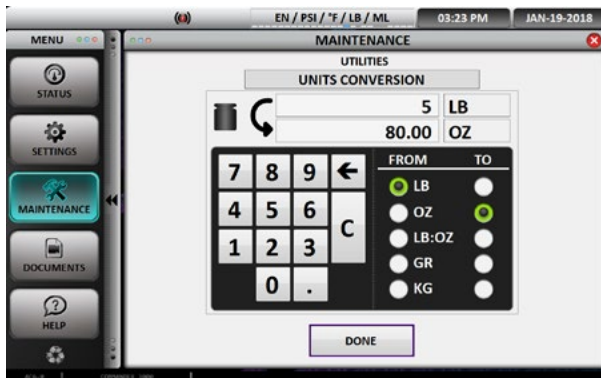 EN / PSI / °F / LB / ML
03:23 PM
JAN-19-2018
MENU
MAINTENANCE
UTILITIES
UNITS CONVERSION
5 LB
80.00 OZ
STATUS
SETTINGS
MAINTENANCE
DOCUMENTS
HELP
7 8 9
4 5 6 C
1 2 3
0 .
FROM TO
LB
OZ
LB:OZ
GR
KG
DONE